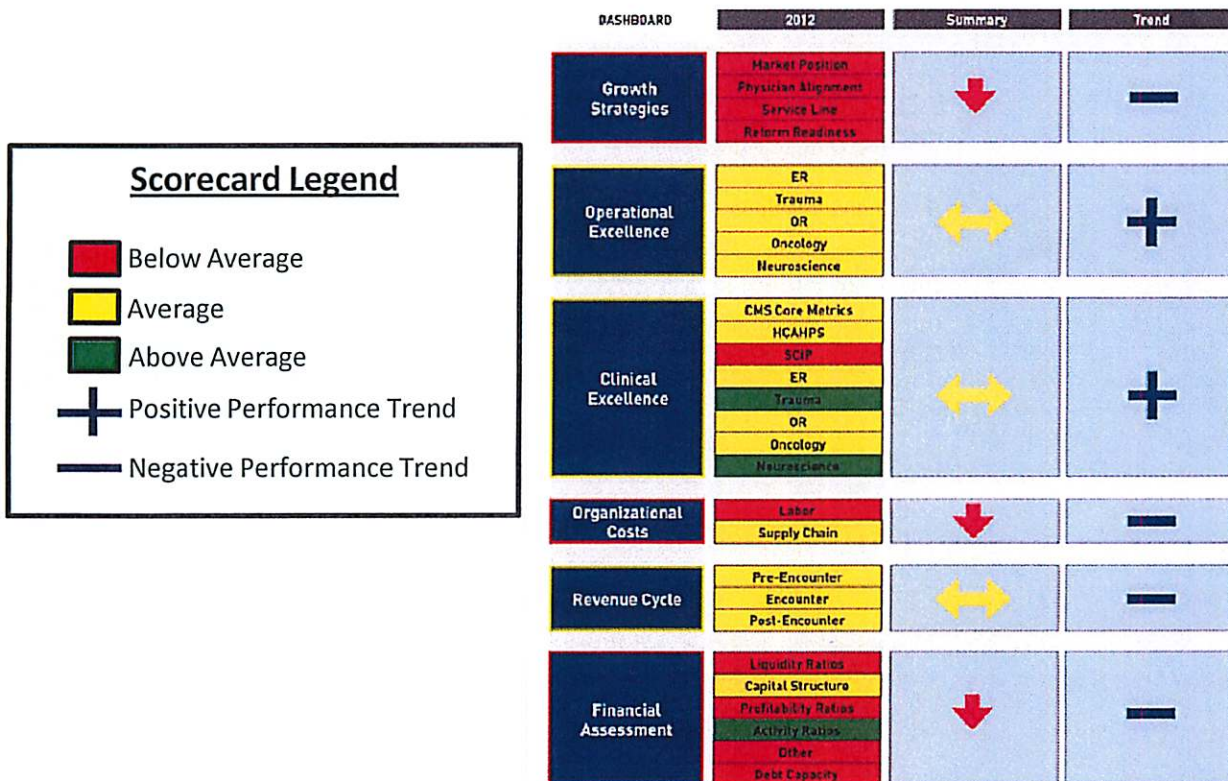 DASHBOARD 2012 Summary Trend
Growth
Strategies
Market Position
Physician Alignment
Service Line
Reform Readiness
Scorecard Legend
Below Average
Average
Above Average
Positive Performance Trend
Negative Performance Trend
Operational
Excellence
ER
Trauma
OR
Oncology
Neuroscience
Clinical
Excellence
CMS Core Metrics
HCAHPS
SCIP
ER
Trauma
OR
Oncology
Neuroscience
Organizational
Costs
Labor
Supply Chain
Revenue Cycle
Pre-Encounter
Encounter
Post-Encounter
Financial
Assessment
Liquidity Ratios
Capital Structure
Profitability Ratios
Activity Ratios
Other
Debt Capacity